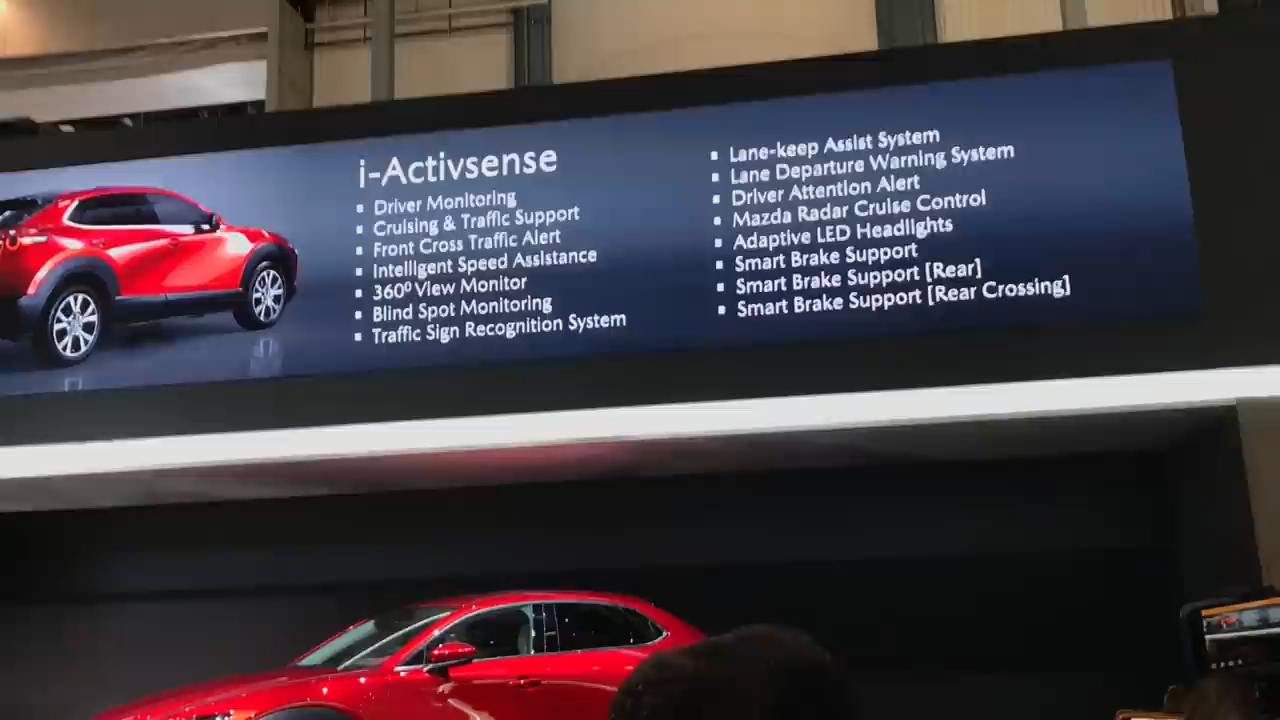 i-Activsense
▪ Driver Monitoring
▪ Cruising & Traffic Support
▪ Front Cross Traffic Alert
▪ Intelligent Speed Assistance
▪ 360º View Monitor
▪ Blind Spot Monitoring
▪ Traffic Sign Recognition System
▪ Lane-keep Assist System
▪ Lane Departure Warning System
▪ Driver Attention Alert
▪ Mazda Radar Cruise Control
▪ Adaptive LED Headlights
▪ Smart Brake Support
▪ Smart Brake Support [Rear]
▪ Smart Brake Support [Rear Crossing]